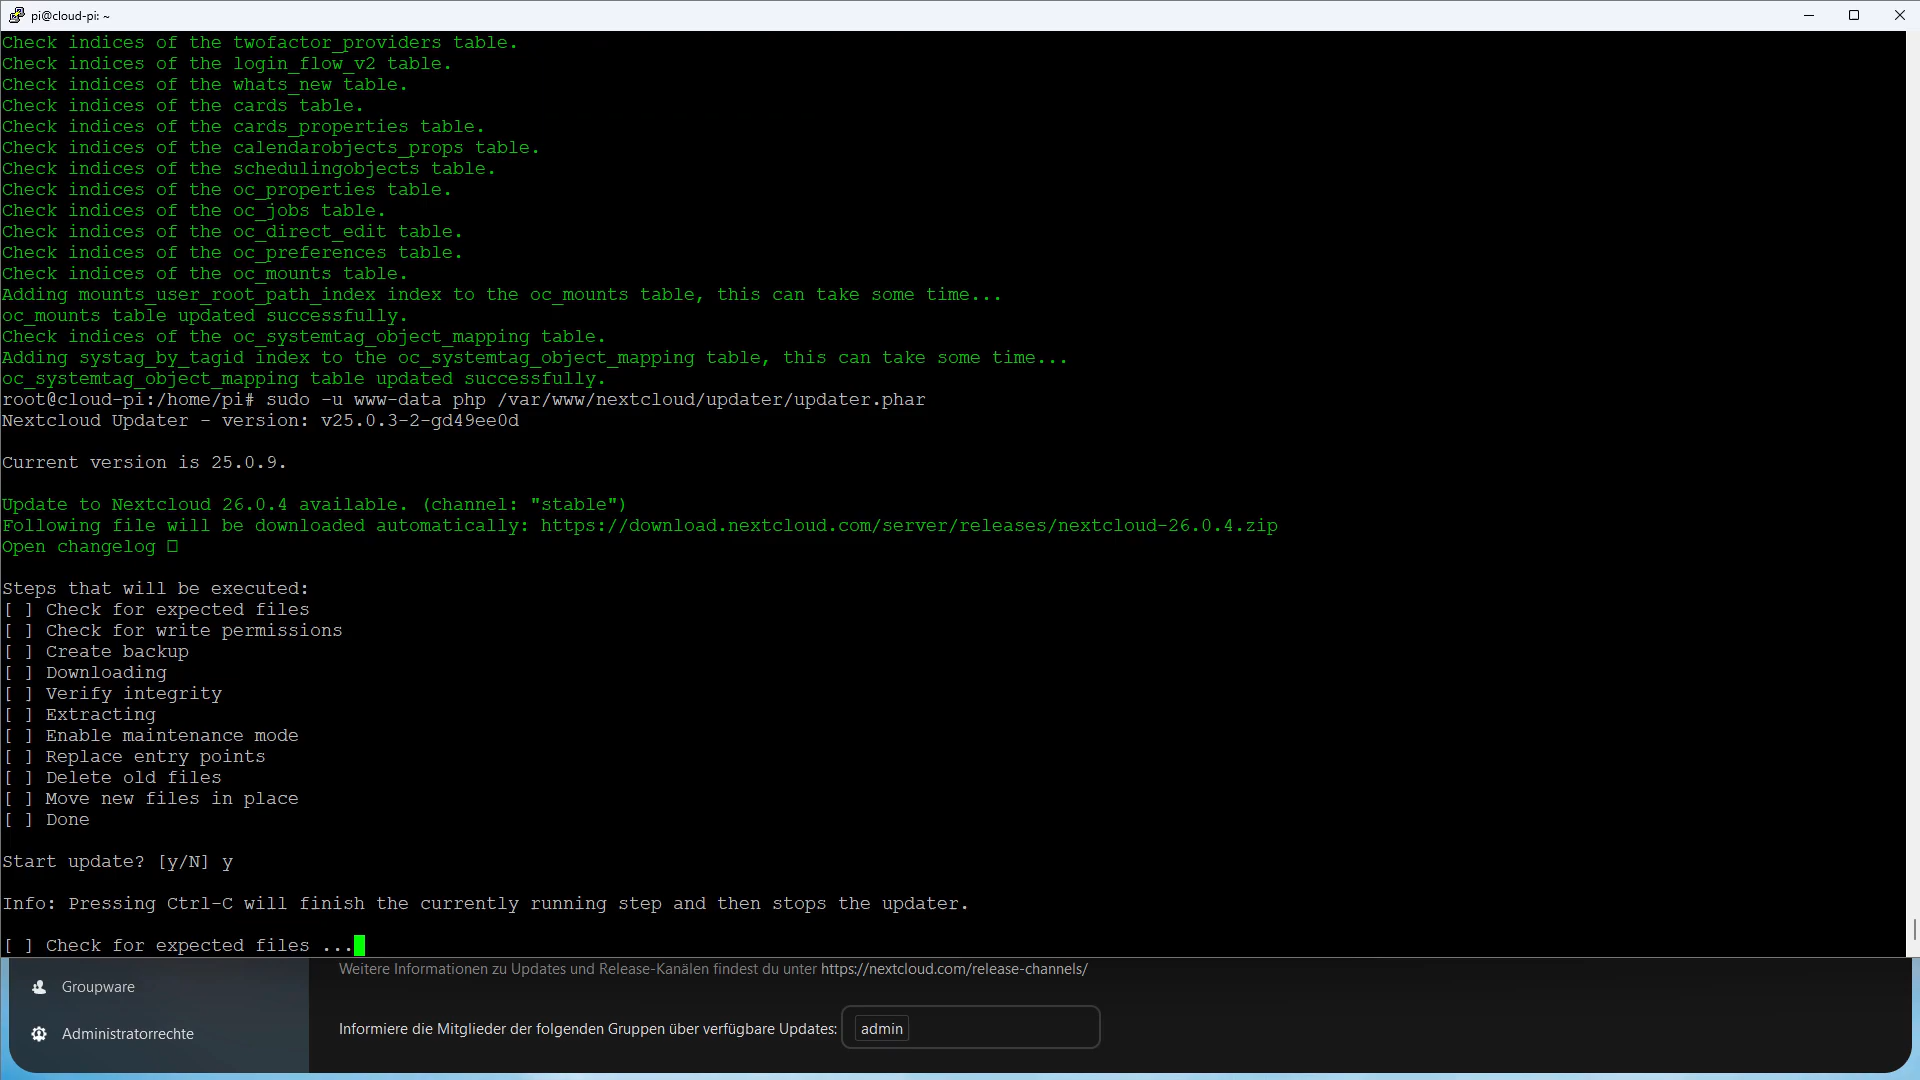 pi@cloud-pi: ~
Check indices of the twofactor_providers table.
Check indices of the login_flow_v2 table.
Check indices of the whats_new table.
Check indices of the cards table.
Check indices of the cards_properties table.
Check indices of the calendarobjects_props table.
Check indices of the schedulingobjects table.
Check indices of the oc_properties table.
Check indices of the oc_jobs table.
Check indices of the oc_direct_edit table.
Check indices of the oc_preferences table.
Check indices of the oc_mounts table.
Adding mounts_user_root_path_index index to the oc_mounts table, this can take some time...
oc_mounts table updated successfully.
Check indices of the oc_systemtag_object_mapping table.
Adding systag_by_tagid index to the oc_systemtag_object_mapping table, this can take some time...
oc_systemtag_object_mapping table updated successfully.
root@cloud-pi:/home/pi# sudo -u www-data php /var/www/nextcloud/updater/updater.phar
Nextcloud Updater - version: v25.0.3-2-gd49ee0d
Current version is 25.0.9.
Update to Nextcloud 26.0.4 available. (channel: "stable")
Following file will be downloaded automatically: https://download.nextcloud.com/server/releases/nextcloud-26.0.4.zip
Open changelog □
Steps that will be executed:
[ ] Check for expected files
[ ] Check for write permissions
[ ] Create backup
[ ] Downloading
[ ] Verify integrity
[ ] Extracting
[ ] Enable maintenance mode
[ ] Replace entry points
[ ] Delete old files
[ ] Move new files in place
[ ] Done
Start update? [y/N] y
Info: Pressing Ctrl-C will finish the currently running step and then stops the updater.
[ ] Check for expected files ...
Weitere Informationen zu Updates und Release-Kanälen findest du unter https://nextcloud.com/release-channels/
Groupware
Informiere die Mitglieder der folgenden Gruppen über verfügbare Updates: admin
Administratorrechte